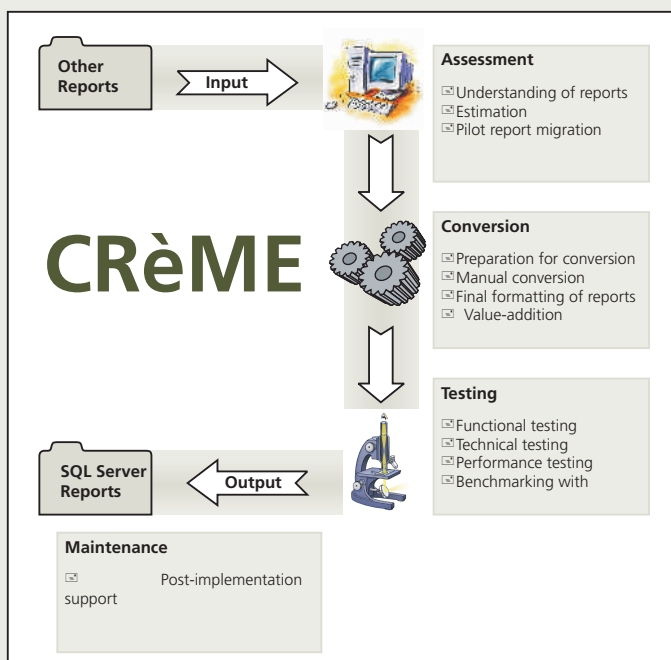 Other
Reports
Input
Assessment
Understanding of reports
Estimation
Pilot report migration
CRèME
Conversion
Preparation for conversion
Manual conversion
Final formatting of reports
Value-addition
Testing
Functional testing
Technical testing
Performance testing
Benchmarking with
SQL Server
Reports
Output
Maintenance
Post-implementation
support